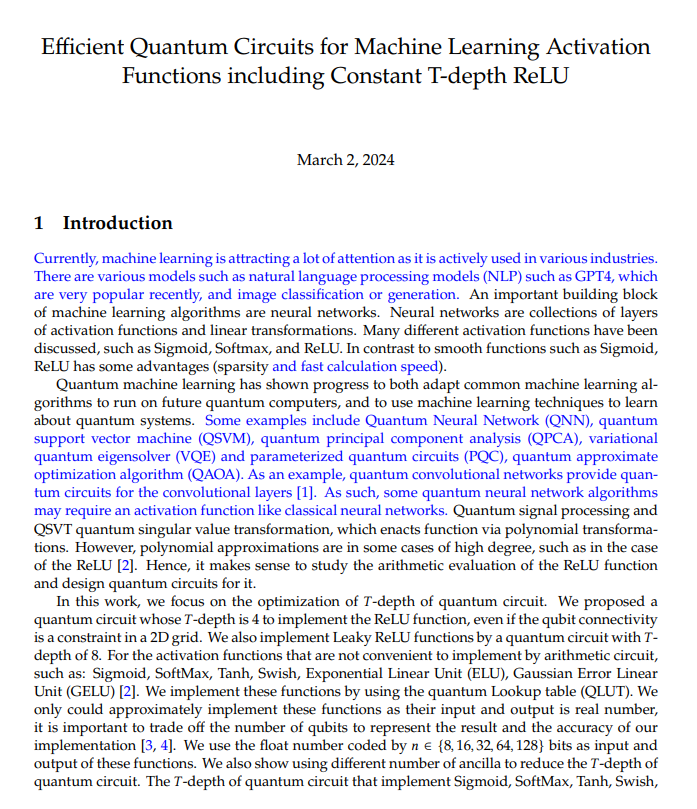 Efficient Quantum Circuits for Machine Learning Activation
Functions including Constant T-depth ReLU
March 2, 2024
1 Introduction
Currently, machine learning is attracting a lot of attention as it is actively used in various industries.
There are various models such as natural language processing models (NLP) such as GPT4, which
are very popular recently, and image classification or generation. An important building block
of machine learning algorithms are neural networks. Neural networks are collections of layers
of activation functions and linear transformations. Many different activation functions have been
discussed, such as Sigmoid, Softmax, and ReLU. In contrast to smooth functions such as Sigmoid,
ReLU has some advantages (sparsity and fast calculation speed).
Quantum machine learning has shown progress to both adapt common machine learning al-
gorithms to run on future quantum computers, and to use machine learning techniques to learn
about quantum systems. Some examples include Quantum Neural Network (QNN), quantum
support vector machine (QSVM), quantum principal component analysis (QPCA), variational
quantum eigensolver (VQE) and parameterized quantum circuits (PQC), quantum approximate
optimization algorithm (QAOA). As an example, quantum convolutional networks provide quan-
tum circuits for the convolutional layers [1]. As such, some quantum neural network algorithms
may require an activation function like classical neural networks. Quantum signal processing and
QSVT quantum singular value transformation, which enacts function via polynomial transforma-
tions. However, polynomial approximations are in some cases of high degree, such as in the case
of the ReLU [2]. Hence, it makes sense to study the arithmetic evaluation of the ReLU function
and design quantum circuits for it.
In this work, we focus on the optimization of T-depth of quantum circuit. We proposed a
quantum circuit whose T-depth is 4 to implement the ReLU function, even if the qubit connectivity
is a constraint in a 2D grid. We also implement Leaky ReLU functions by a quantum circuit with T-
depth of 8. For the activation functions that are not convenient to implement by arithmetic circuit,
such as: Sigmoid, SoftMax, Tanh, Swish, Exponential Linear Unit (ELU), Gaussian Error Linear
Unit (GELU) [2]. We implement these functions by using the quantum Lookup table (QLUT). We
only could approximately implement these functions as their input and output is real number,
it is important to trade off the number of qubits to represent the result and the accuracy of our
implementation [3, 4]. We use the float number coded by n ∈ {8, 16, 32, 64, 128} bits as input and
output of these functions. We also show using different number of ancilla to reduce the T-depth of
quantum circuit. The T-depth of quantum circuit that implement Sigmoid, SoftMax, Tanh, Swish,